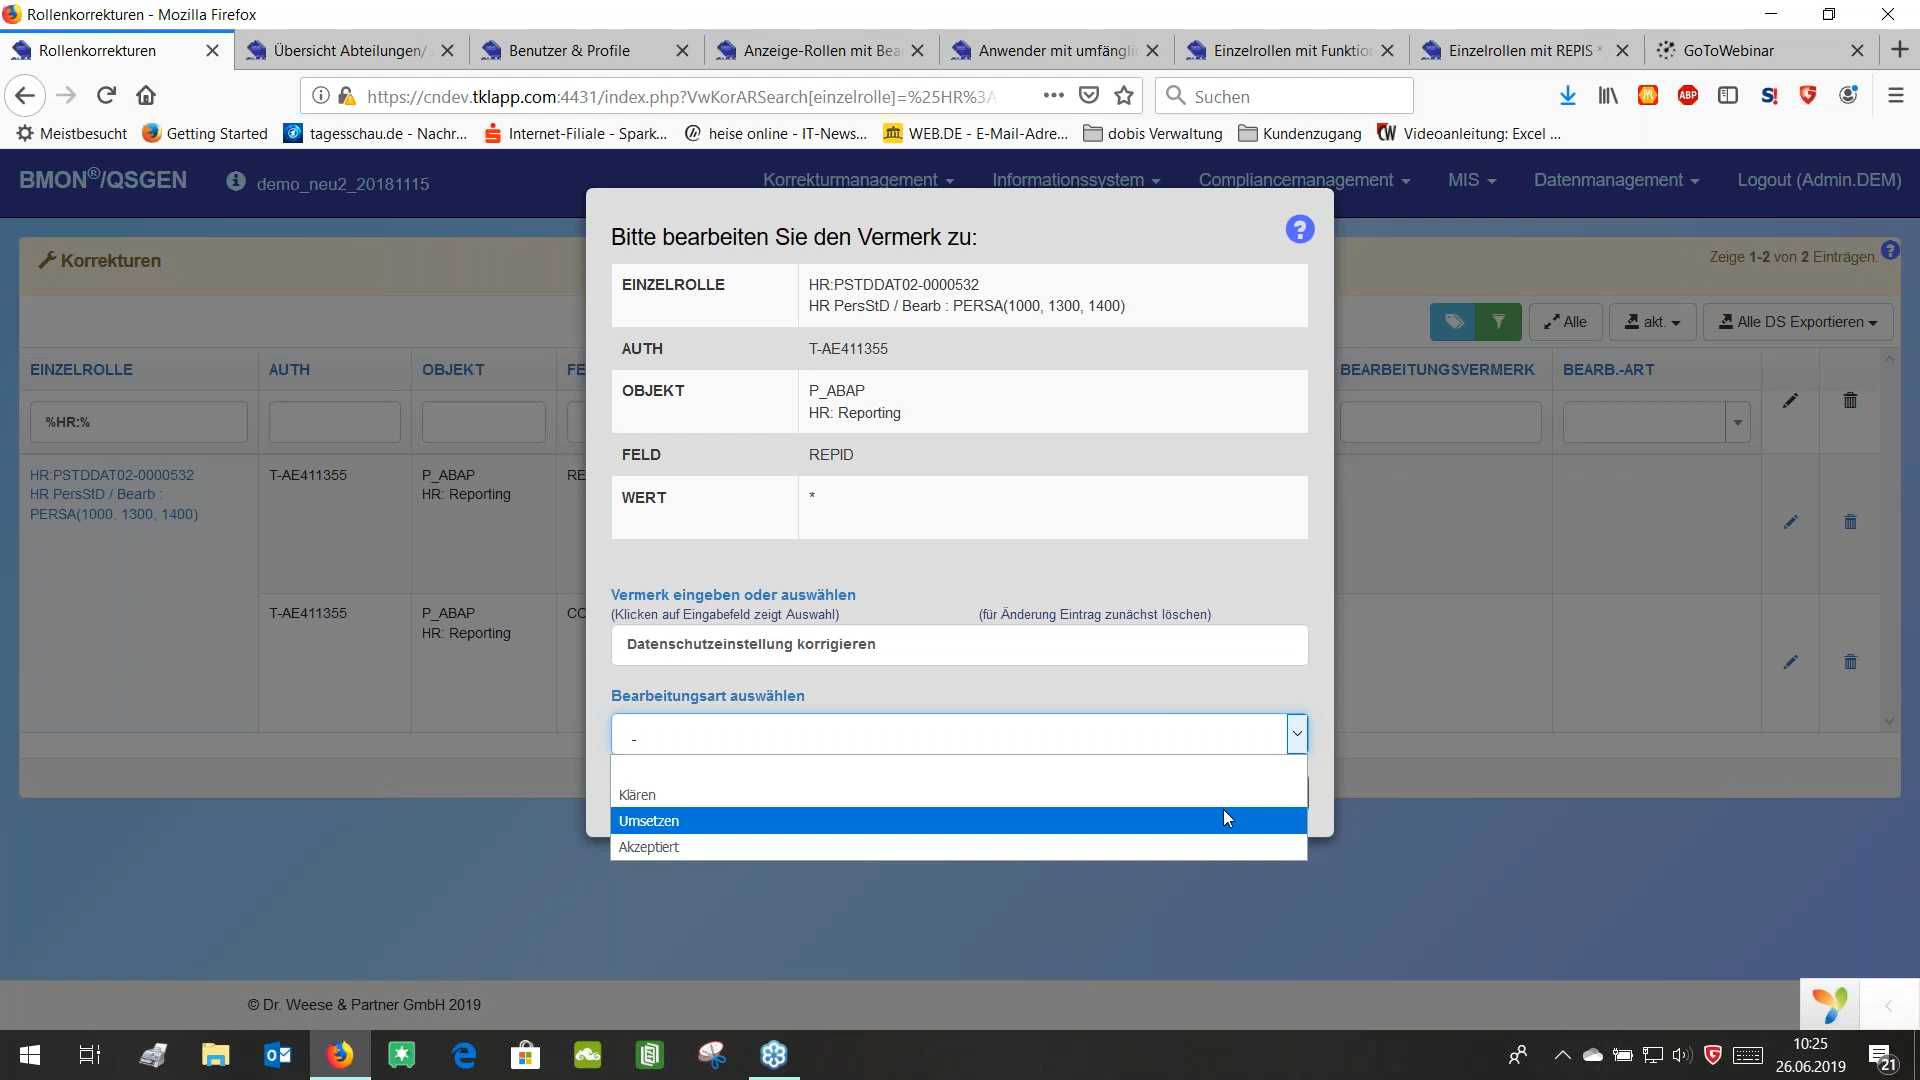 Rollenkorrekturen - Mozilla Firefox
Rollenkorrekturen
Übersicht Abteilungen/
Benutzer & Profile
Anzeige-Rollen mit Bea
Anwender mit umfängli
Einzelrollen mit Funktio
Einzelrollen mit REPIS *
GoToWebinar
https://cndev.tklapp.com:4431/index.php?VwKorARSearch[einzelrolle]=%25HR%3A
Suchen
Meistbesucht
Getting Started
tagesschau.de - Nachr...
Internet-Filiale - Spark...
heise online - IT-News...
WEB.DE - E-Mail-Adre...
dobis Verwaltung
Kundenzugang
Videoanleitung: Excel ...
BMON®/QSGEN
demo_neu2_20181115
Korrekturmanagement
Informationssystem
Compliancemanagement
MIS
Datenmanagement
Logout (Admin.DEM)
Korrekturen
Zeige 1-2 von 2 Einträgen.
Alle
akt.
Alle DS Exportieren
EINZELROLLE
AUTH
OBJEKT
FE
BEARBEITUNGSVERMERK
BEARB.-ART
%HR:%
HR:PSTDDAT02-0000532
HR PersStD / Bearb :
PERSA(1000, 1300, 1400)
T-AE411355
P_ABAP
HR: Reporting
RE
T-AE411355
P_ABAP
HR: Reporting
CO
Bitte bearbeiten Sie den Vermerk zu:
?
EINZELROLLE
HR:PSTDDAT02-0000532
HR PersStD / Bearb : PERSA(1000, 1300, 1400)
AUTH
T-AE411355
OBJEKT
P_ABAP
HR: Reporting
FELD
REPID
WERT
*
Vermerk eingeben oder auswählen
(Klicken auf Eingabefeld zeigt Auswahl)
(für Änderung Eintrag zunächst löschen)
Datenschutzeinstellung korrigieren
Bearbeitungsart auswählen
-
Klären
Umsetzen
Akzeptiert
© Dr. Weese & Partner GmbH 2019
10:25
26.06.2019
21